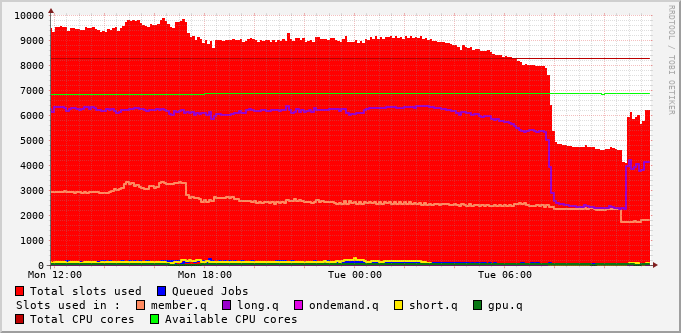 RRDTOOL / TOBI OETIKER
10000
9000
8000
7000
6000
5000
4000
3000
2000
1000
0
Mon 12:00 Mon 18:00 Tue 00:00 Tue 06:00
Total slots used Queued Jobs
Slots used in : member.q long.q ondemand.q short.q gpu.q
Total CPU cores Available CPU cores